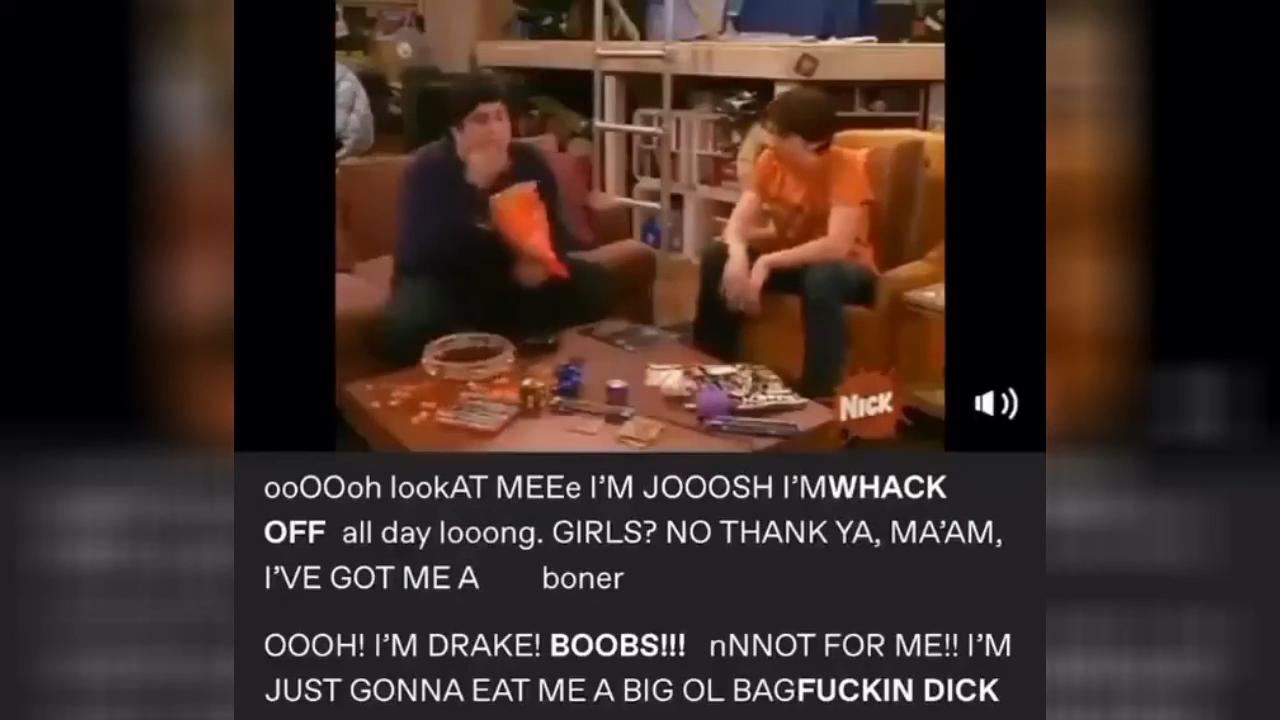 NICK
ooOOoh lookAT MEEe I'M JOOOSH I'MWHACK
OFF all day looong. GIRLS? NO THANK YA, MA'AM,
I'VE GOT ME A boner
OOOH! I'M DRAKE! BOOBS!!! nNNOT FOR ME!! I'M
JUST GONNA EAT ME A BIG OL BAGFUCKIN DICK